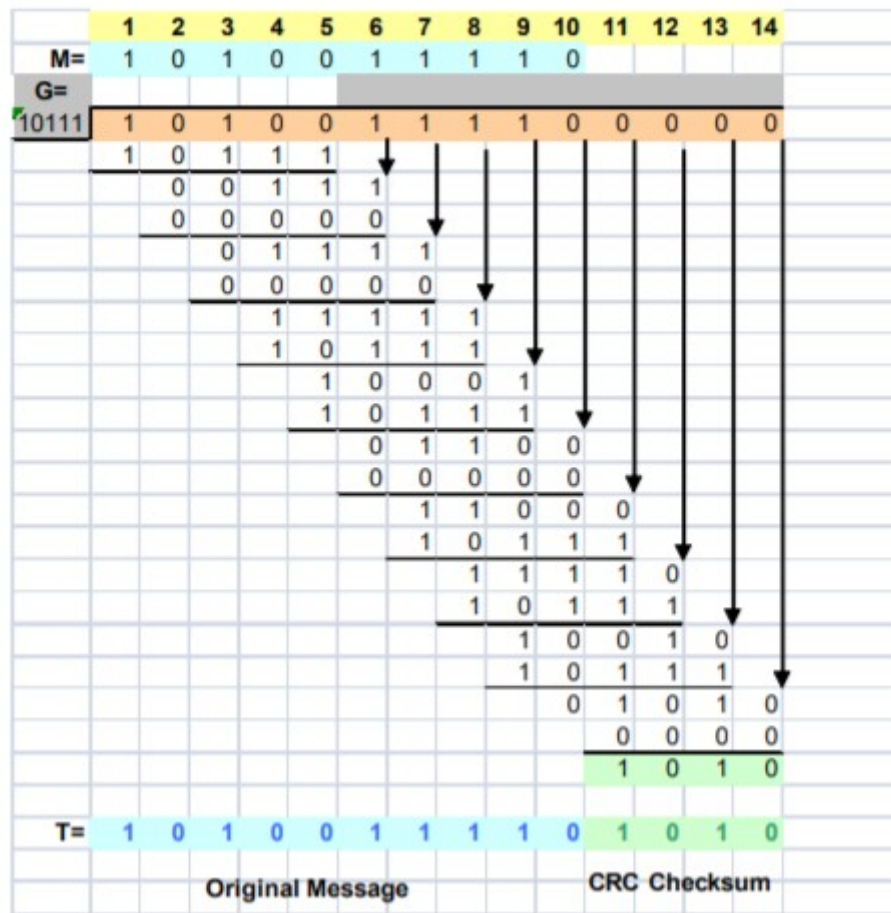 1 2 3 4 5 6 7 8 9 10 11 12 13 14
M= 1 0 1 0 0 1 1 1 1 0
G=
10111 1 0 1 0 0 1 1 1 1 0 0 0 0 0
1 0 1 1 1
0 0 1 1 1
0 0 0 0 0
0 1 1 1 1
0 0 0 0 0
1 1 1 1 1
1 0 1 1 1
1 0 0 0 1
1 0 1 1 1
0 1 1 0 0
0 0 0 0 0
1 1 0 0 0
1 0 1 1 1
1 1 1 1 0
1 0 1 1 1
1 0 0 1 0
1 0 1 1 1
0 1 0 1 0
0 0 0 0
1 0 1 0
T= 1 0 1 0 0 1 1 1 1 0 1 0 1 0
Original Message CRC Checksum